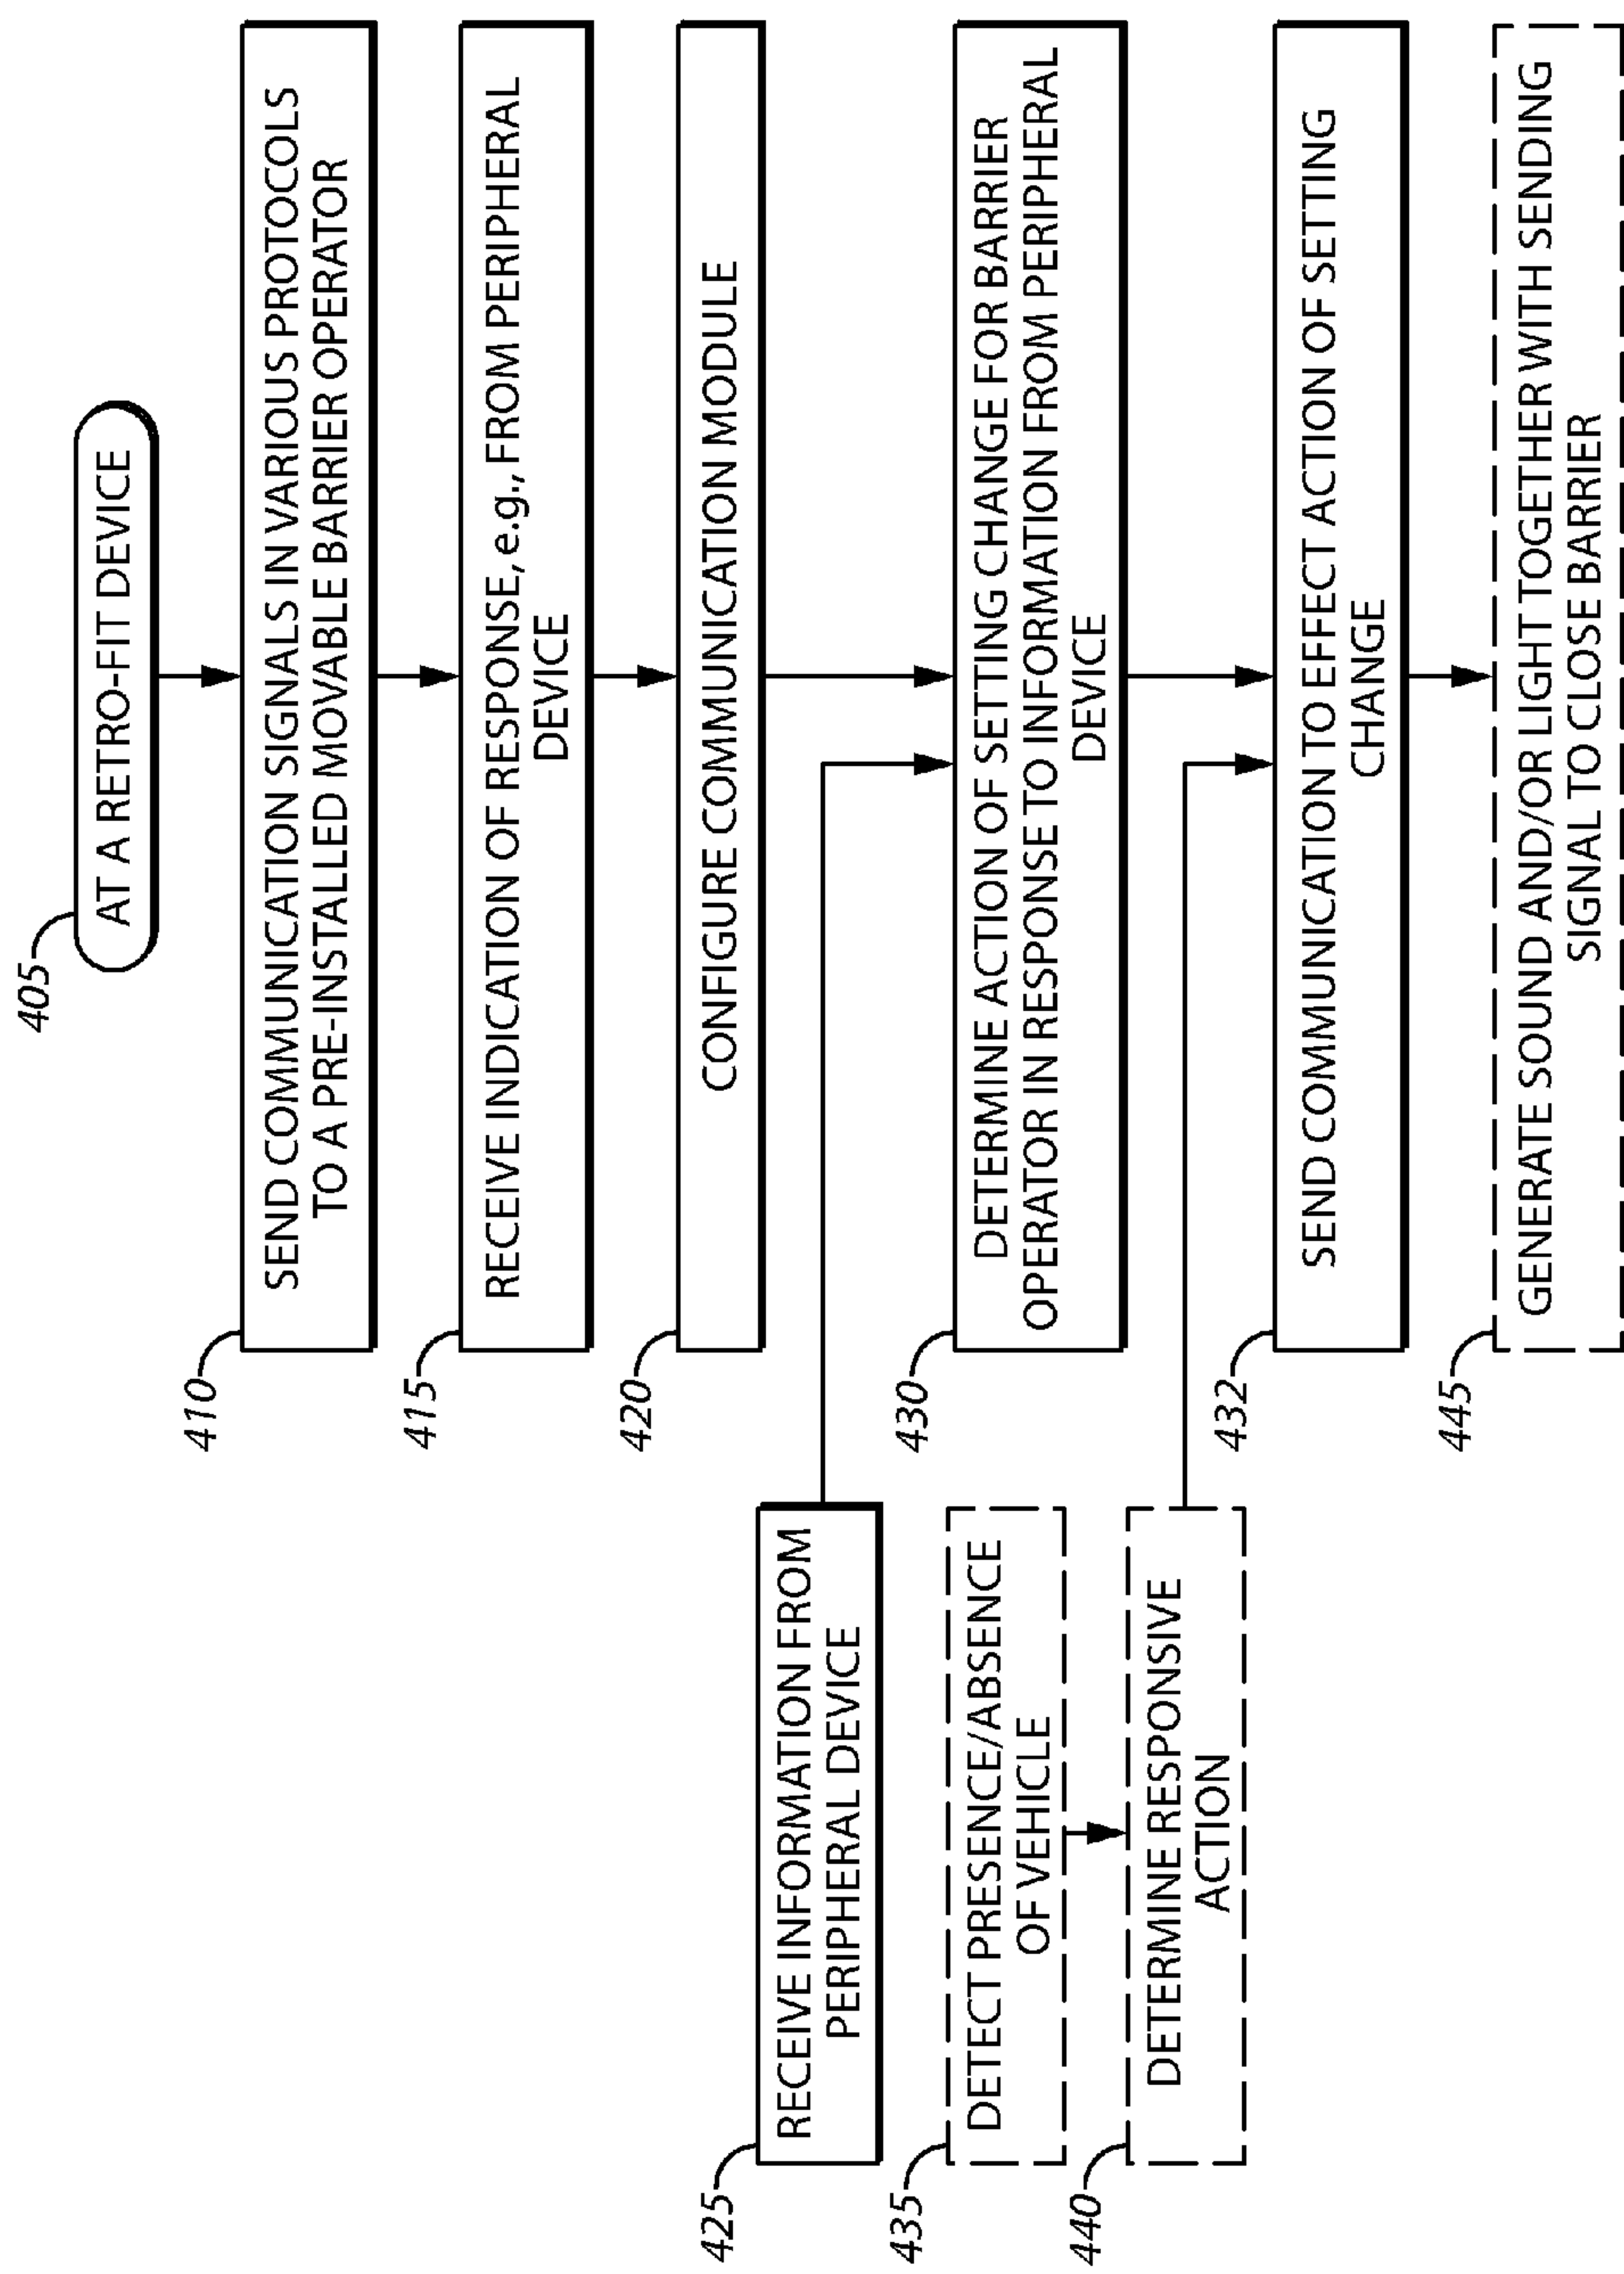 405
AT A RETRO-FIT DEVICE
410
SEND COMMUNICATION SIGNALS IN VARIOUS PROTOCOLS
TO A PRE-INSTALLED MOVABLE BARRIER OPERATOR
415
RECEIVE INDICATION OF RESPONSE, e.g., FROM PERIPHERAL
DEVICE
420
CONFIGURE COMMUNICATION MODULE
425
RECEIVE INFORMATION FROM
PERIPHERAL DEVICE
430
DETERMINE ACTION OF SETTING CHANGE FOR BARRIER
OPERATOR IN RESPONSE TO INFORMATION FROM PERIPHERAL
DEVICE
435
DETECT PRESENCE/ABSENCE
OF VEHICLE
440
DETERMINE RESPONSIVE
ACTION
432
SEND COMMUNICATION TO EFFECT ACTION OF SETTING
CHANGE
445
GENERATE SOUND AND/OR LIGHT TOGETHER WITH SENDING
SIGNAL TO CLOSE BARRIER